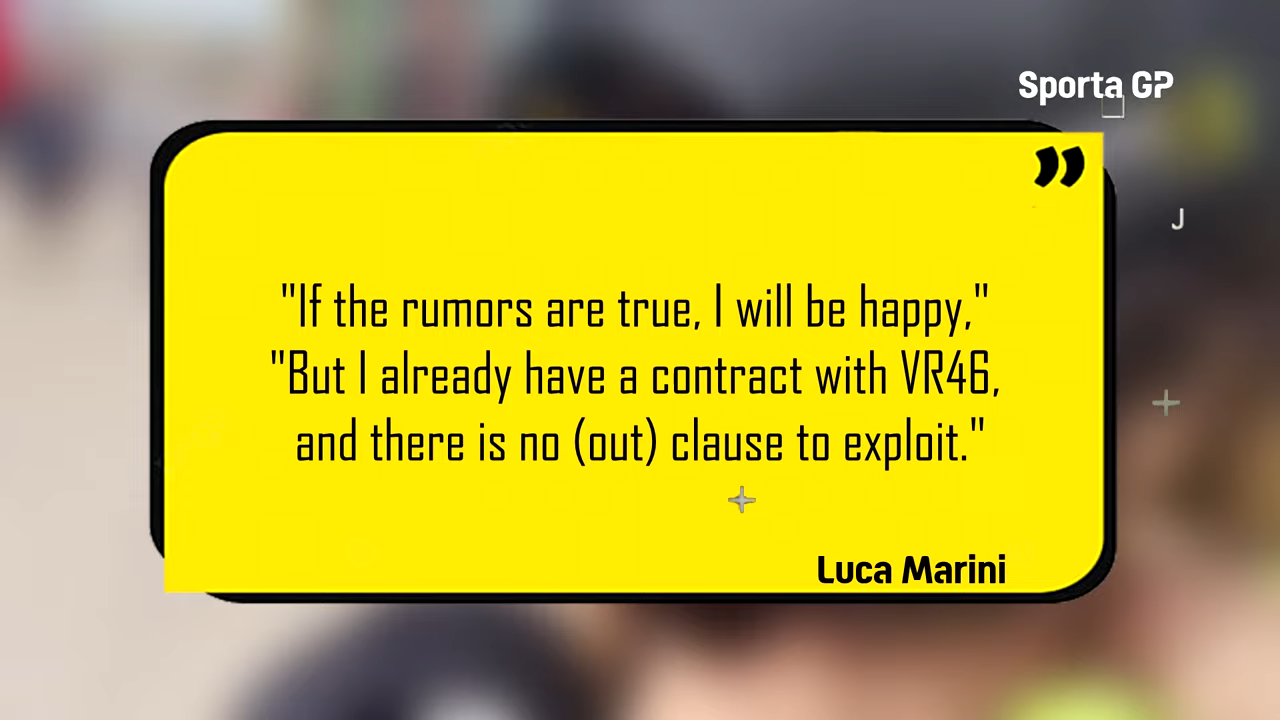 Sporta GP
”
"If the rumors are true, I will be happy,"
"But I already have a contract with VR46,
and there is no (out) clause to exploit."
Luca Marini
J